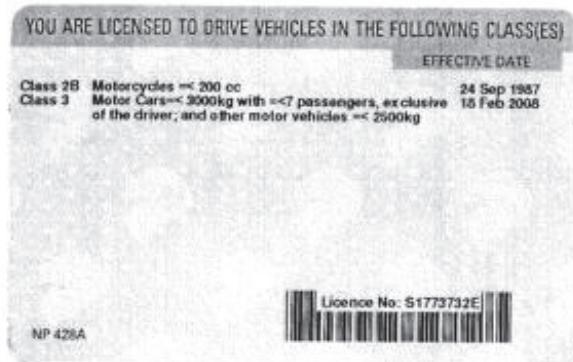 YOU ARE LICENSED TO DRIVE VEHICLES IN THE FOLLOWING CLASS(ES)
EFFECTIVE DATE
Class 2B Motorcycles =< 200 cc 24 Sep 1987
Class 3 Motor Cars=< 3000kg with =<7 passengers, exclusive 18 Feb 2008
of the driver; and other motor vehicles =< 2500kg
Licence No: S1773732E
NP 428A